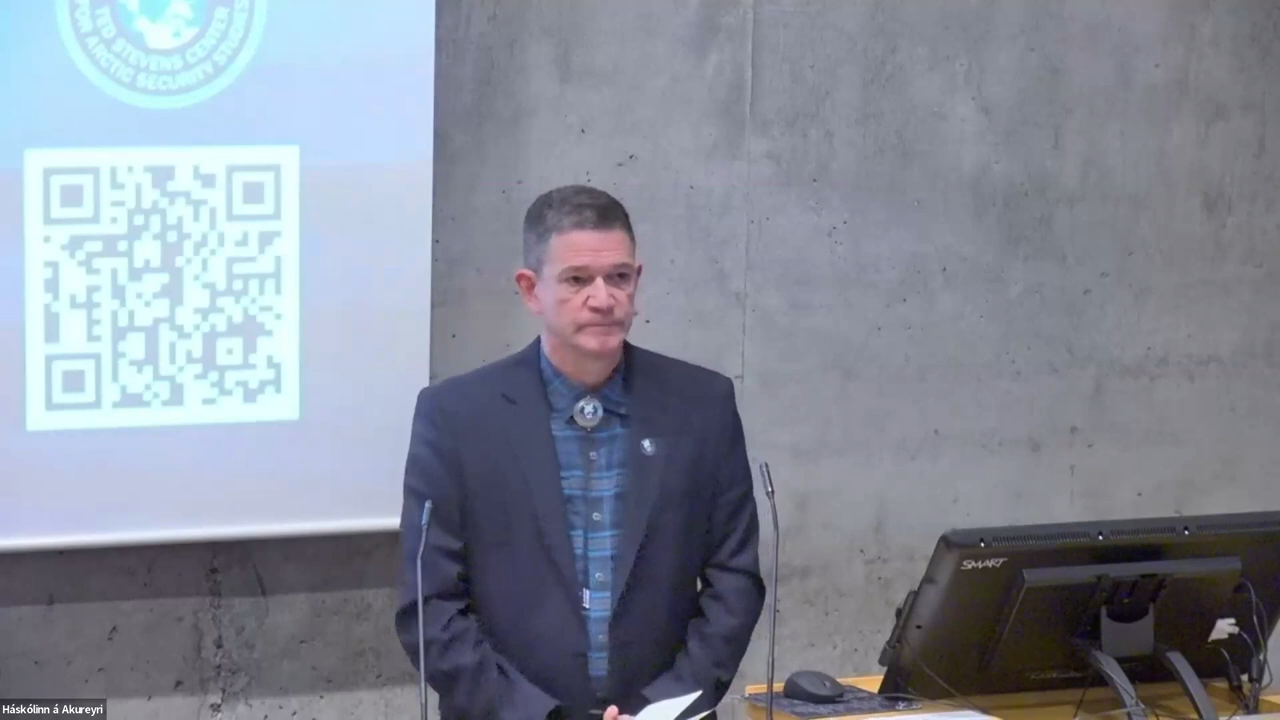 TED STEVENS CENTER
FOR ARCTIC SECURITY STUDIES
SMART
Háskólinn á Akureyri